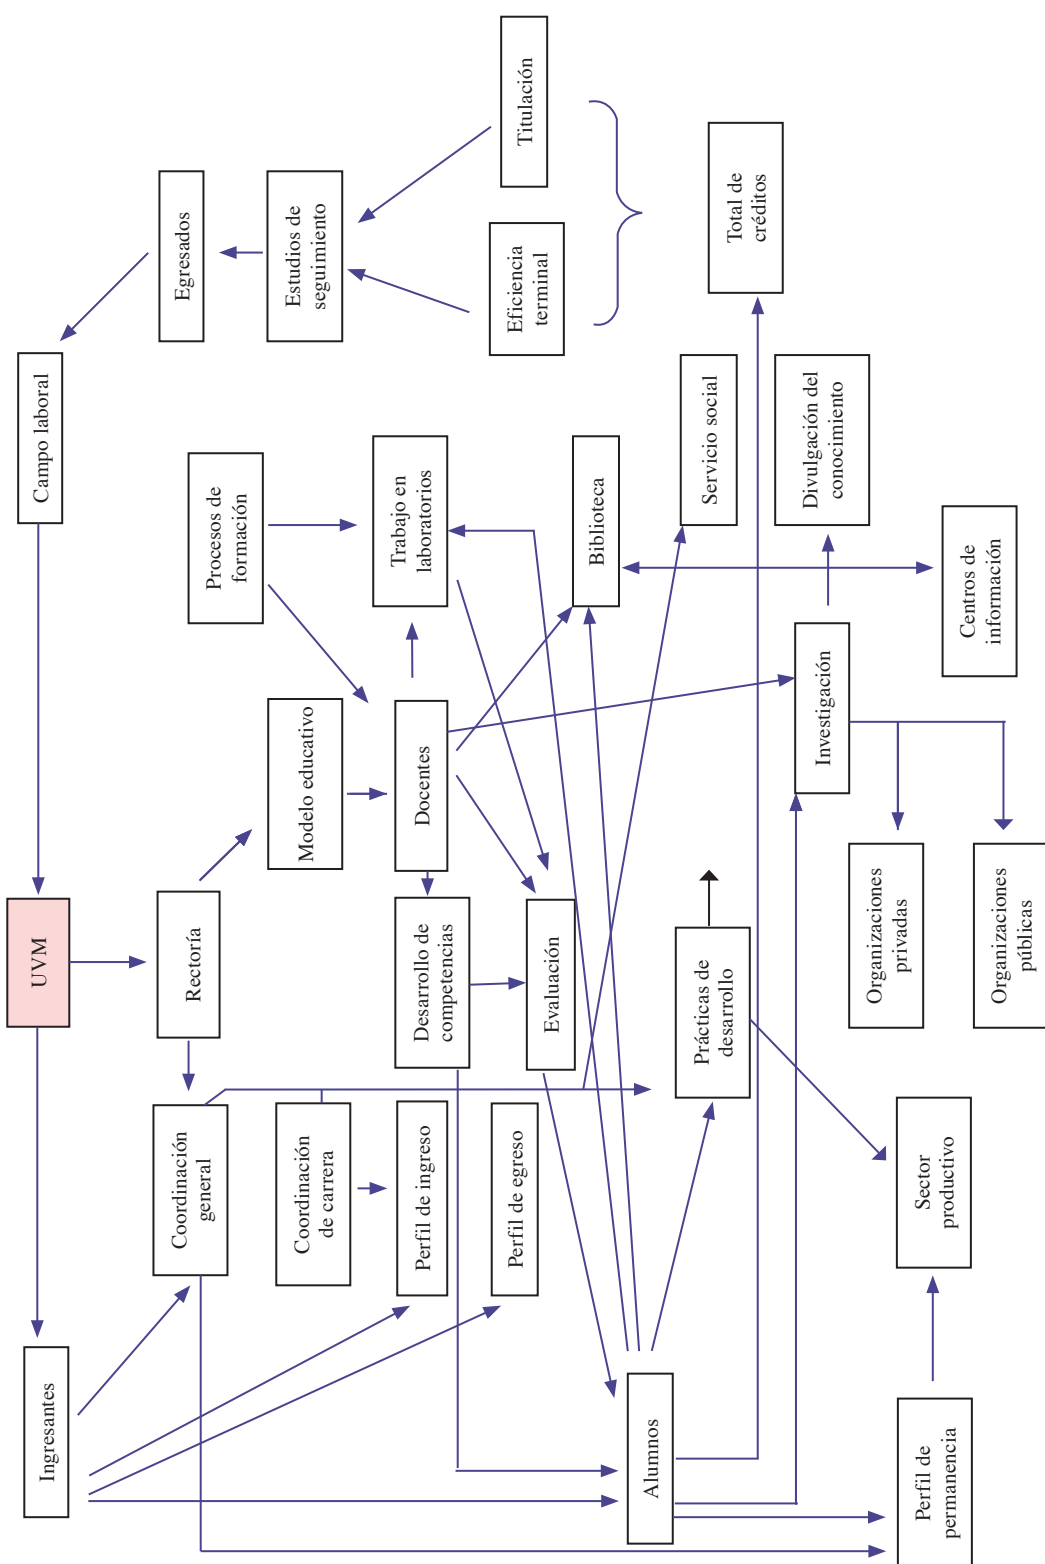 UVM
Ingresantes
Campo laboral
Egresados
Estudios de
seguimiento
Titulación
Eficiencia
terminal
Total de
créditos
Rectoría
Coordinación
general
Coordinación
de carrera
Perfil de ingreso
Perfil de egreso
Modelo educativo
Procesos de
formación
Docentes
Trabajo en
laboratorios
Biblioteca
Servicio social
Divulgación del
conocimiento
Centros de
información
Desarrollo de
competencias
Evaluación
Investigación
Prácticas de
desarrollo
Organizaciones
privadas
Organizaciones
públicas
Alumnos
Sector
productivo
Perfil de
permanencia